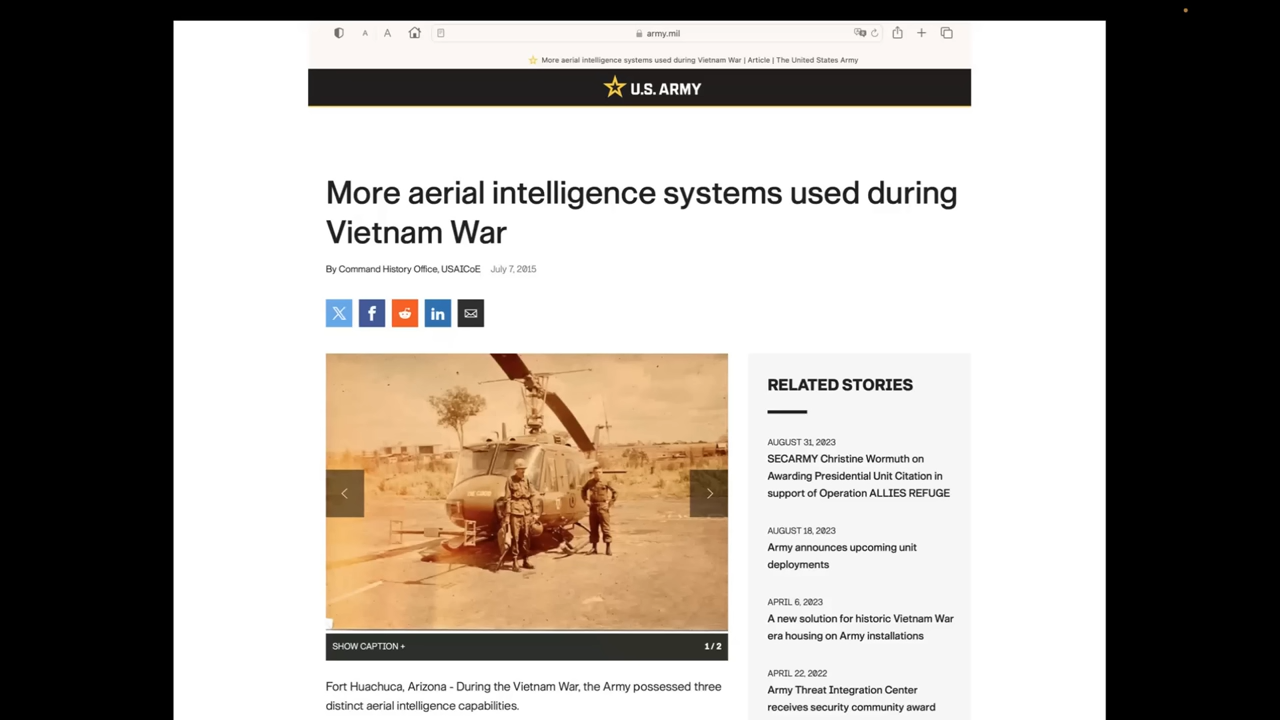 A A army.mil
More aerial intelligence systems used during Vietnam War | Article | The United States Army
U.S. ARMY
More aerial intelligence systems used during
Vietnam War
By Command History Office, USAICoE July 7, 2015
SHOW CAPTION +
1 / 2
Fort Huachuca, Arizona - During the Vietnam War, the Army possessed three
distinct aerial intelligence capabilities.
RELATED STORIES
AUGUST 31, 2023
SECARMY Christine Wormuth on
Awarding Presidential Unit Citation in
support of Operation ALLIES REFUGE
AUGUST 18, 2023
Army announces upcoming unit
deployments
APRIL 6, 2023
A new solution for historic Vietnam War
era housing on Army installations
APRIL 22, 2022
Army Threat Integration Center
receives security community award